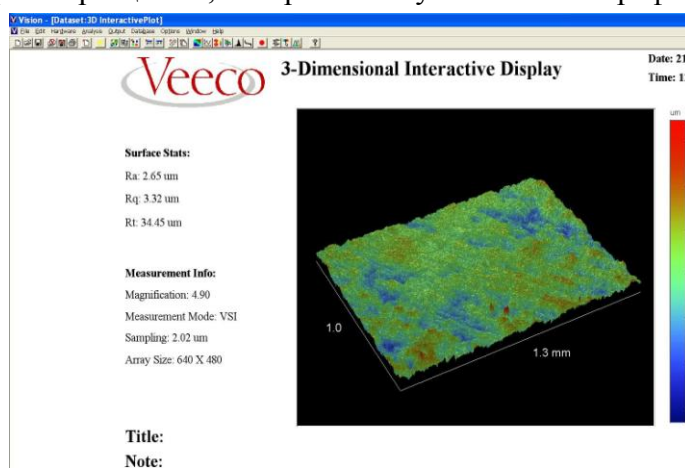 Vision - [Dataset:3D InteractivePlot]
File Edit Hardware Analysis Output Database Options Window Help
Veeco
3-Dimensional Interactive Display
Date: 21
Time: 1
Surface Stats:
Ra: 2.65 um
Rq: 3.32 um
Rt: 34.45 um
Measurement Info:
Magnification: 4.90
Measurement Mode: VSI
Sampling: 2.02 um
Array Size: 640 X 480
um
1.0
1.3 mm
Title:
Note: